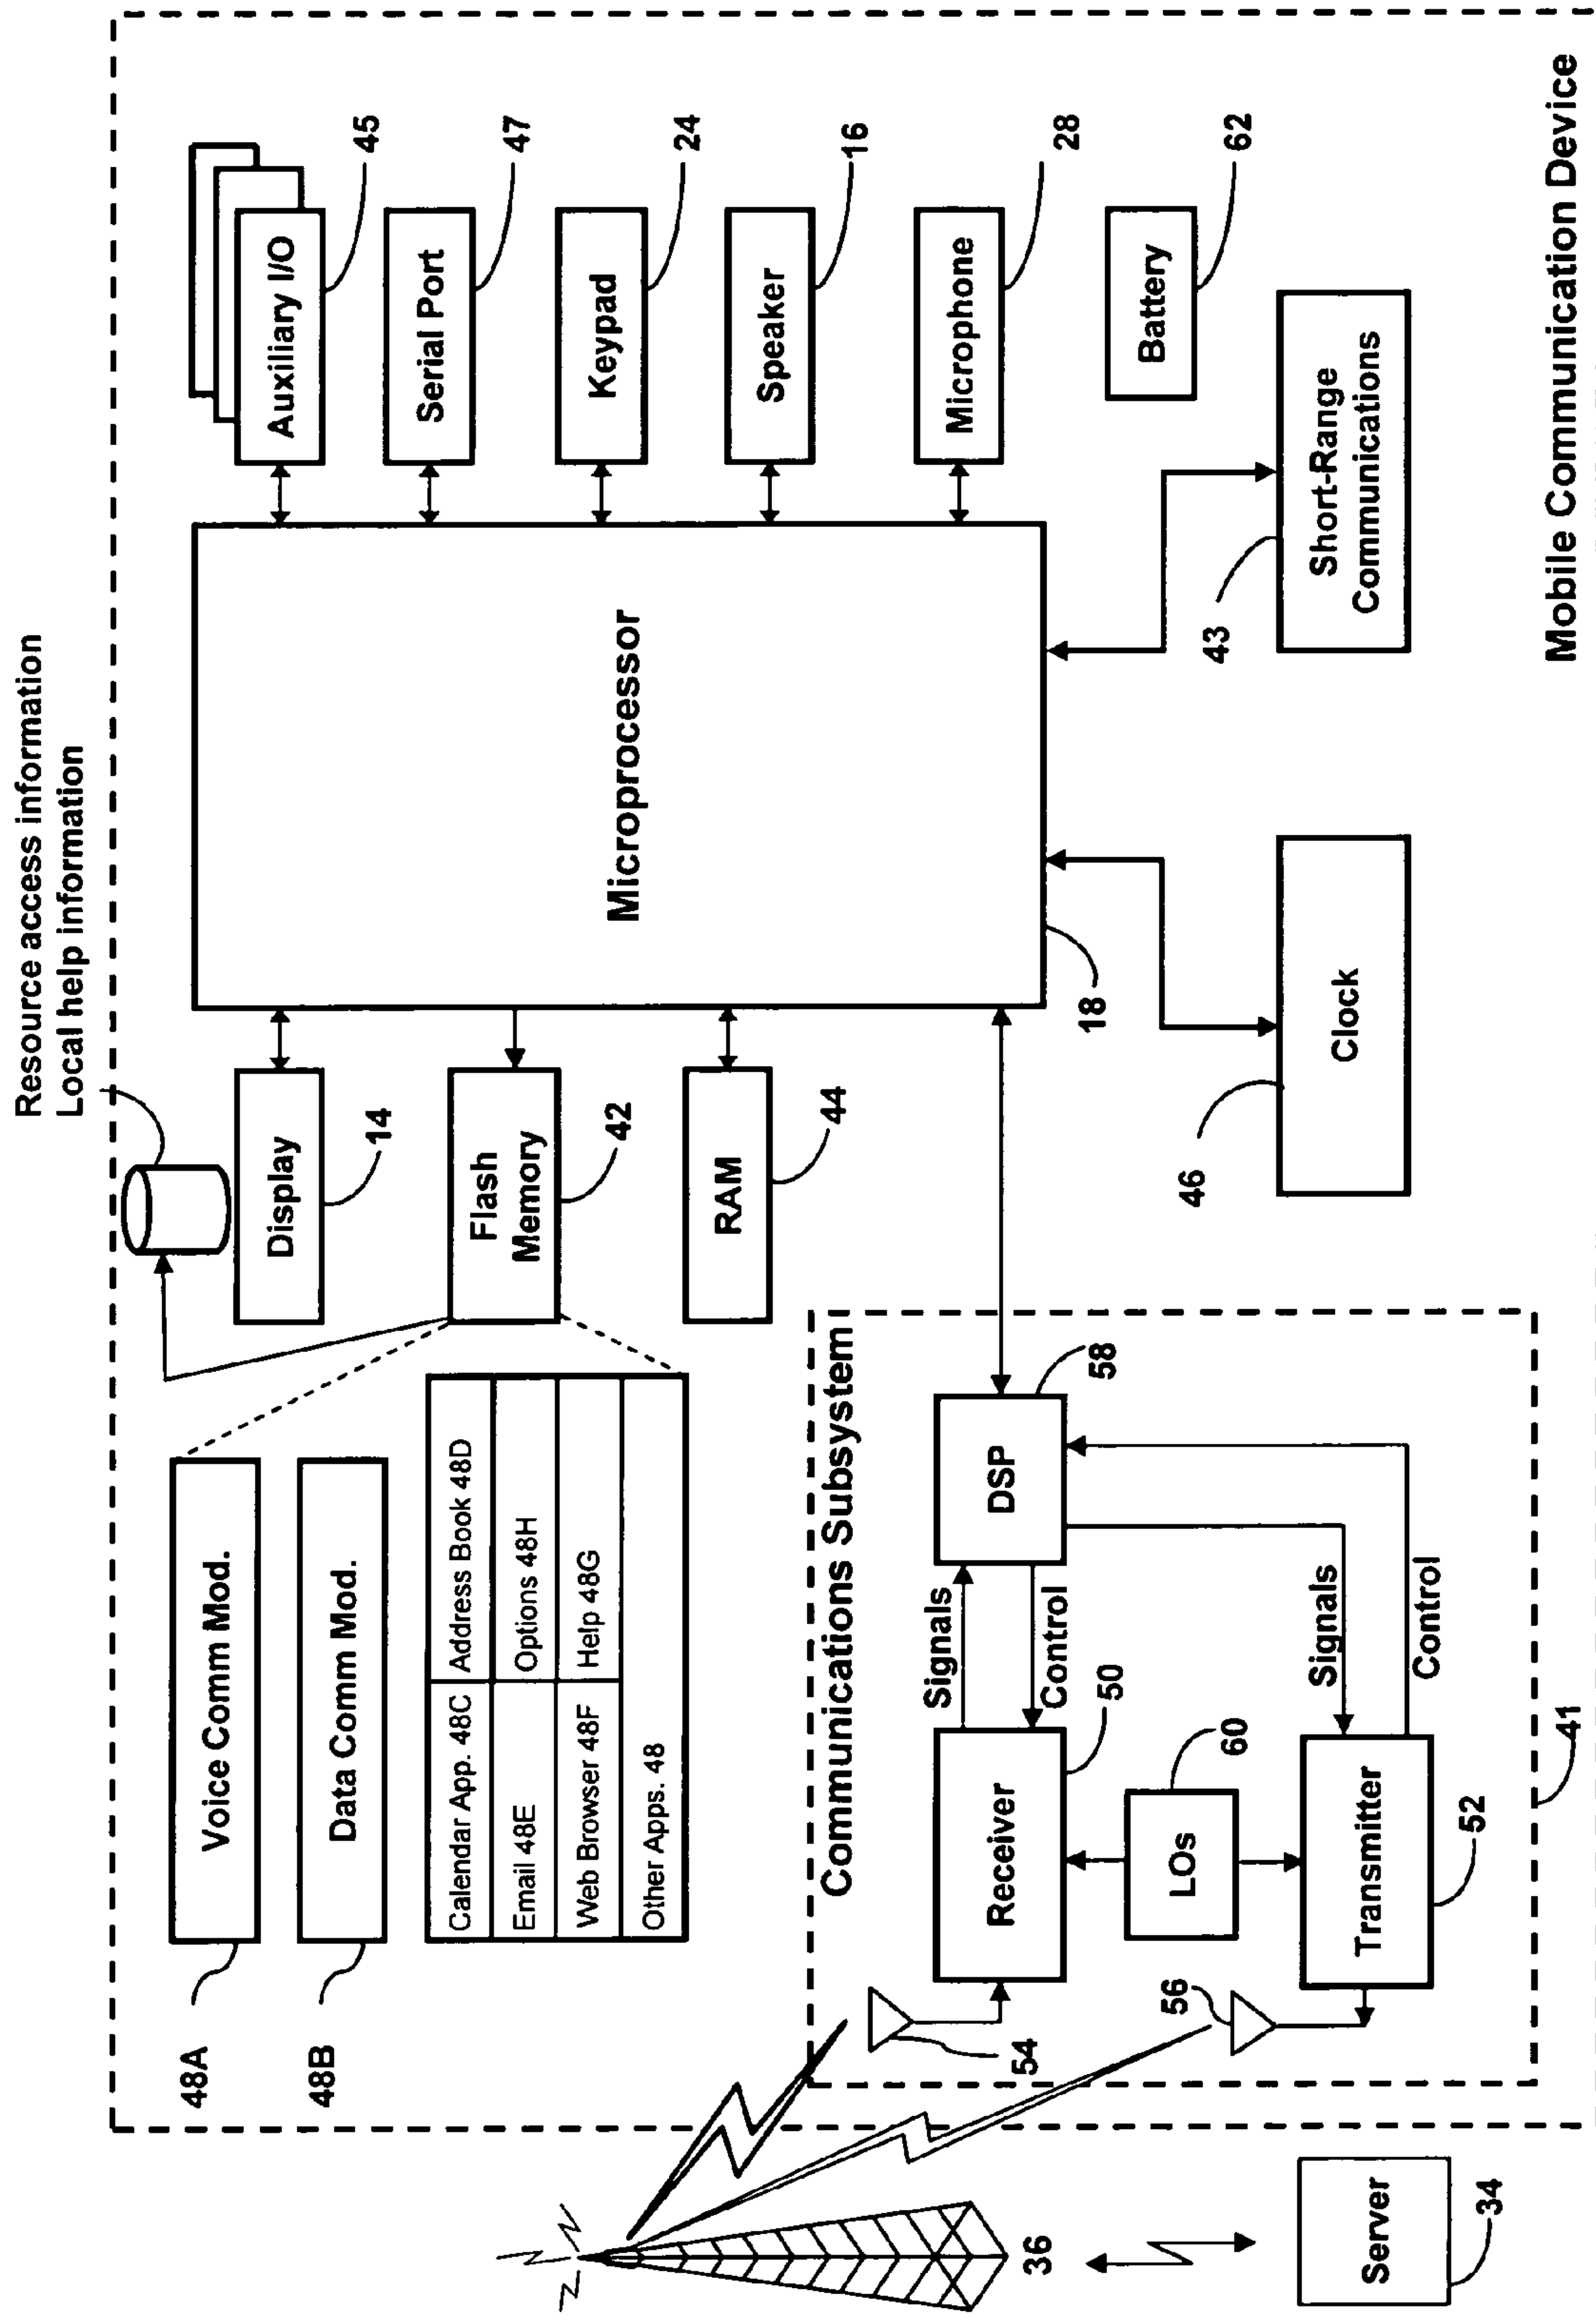 Resource access information
Local help information
48A
Voice Comm Mod.
48B
Data Comm Mod.
Calendar App. 48C
Address Book 48D
Email 48E
Options 48H
Web Browser 48F
Help 48G
Other Apps. 48
Display
14
Flash
Memory
42
RAM
44
Microprocessor
18
Auxiliary I/O
45
Serial Port
47
Keypad
24
Speaker
16
Microphone
28
Battery
62
Short-Range
Communications
43
Clock
46
Communications Subsystem
DSP
58
Signals
Control
Receiver
50
LOs
60
Signals
Control
Transmitter
52
54
56
41
36
Server
34
Mobile Communication Device